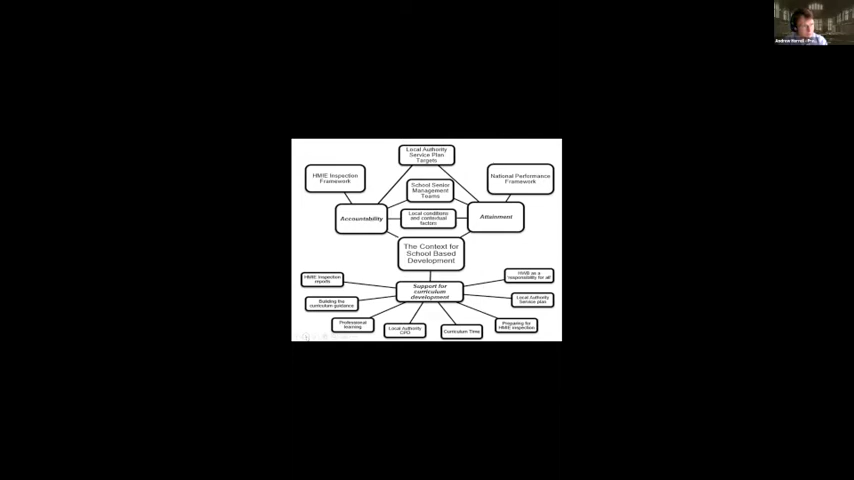 Local Authority
Service Plan
Targets
HMIE Inspection
Framework
National Performance
Framework
School Senior
Management
Teams
Accountability
Local conditions
and contextual
factors
Attainment
The Context for
School Based
Development
HMIE Inspection
reports
Support for
curriculum
development
HWB as a
responsibility for all
Building the
curriculum guidance
Local Authority
Service plan
Professional
learning
Local Authority
CPD
Curriculum Time
Preparing for
HMIE inspection
Andrew